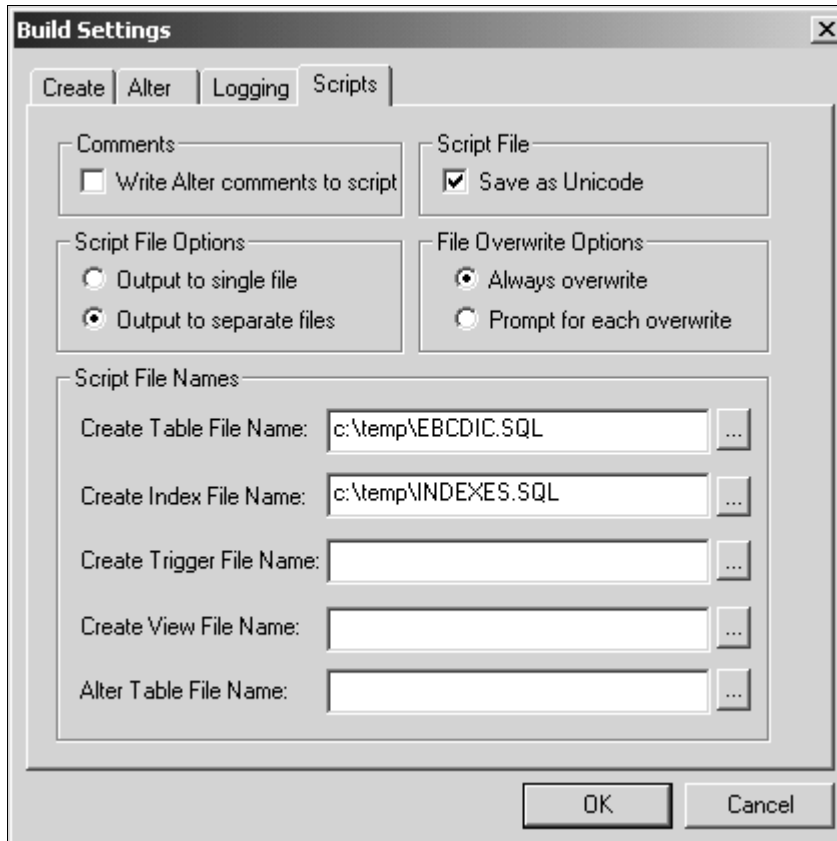 Build Settings
Create Alter Logging Scripts
Comments
Write Alter comments to script
Script File
Save as Unicode
Script File Options
Output to single file
Output to separate files
File Overwrite Options
Always overwrite
Prompt for each overwrite
Script File Names
Create Table File Name: c:\temp\EBCDIC.SQL ...
Create Index File Name: c:\temp\INDEXES.SQL ...
Create Trigger File Name: ...
Create View File Name: ...
Alter Table File Name: ...
OK Cancel